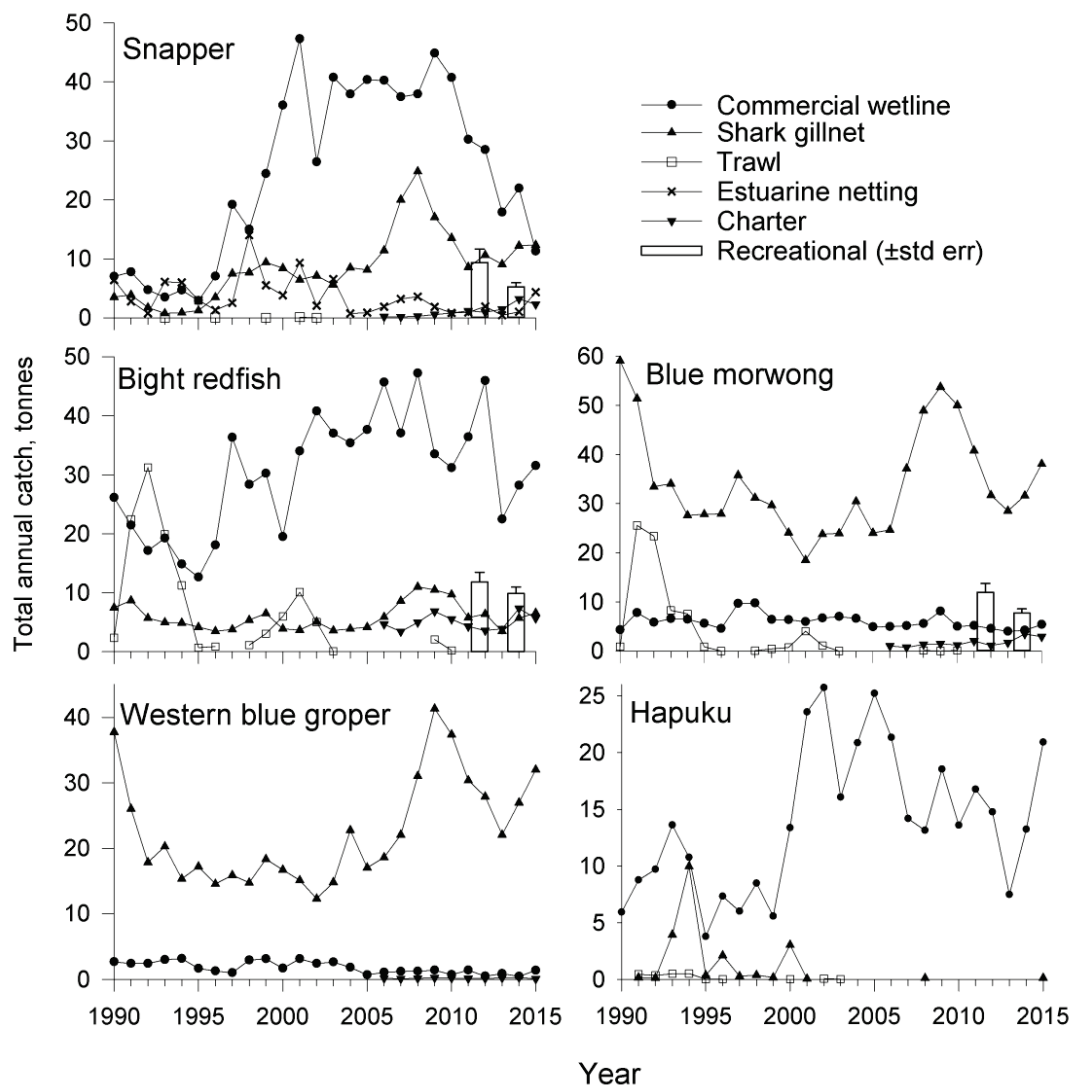 Snapper
50
40
30
20
10
0
Commercial wetline
Shark gillnet
Trawl
Estuarine netting
Charter
Recreational (±std err)
Total annual catch, tonnes
Bight redfish
50
40
30
20
10
0
Blue morwong
60
50
40
30
20
10
0
Western blue groper
40
30
20
10
0
1990 1995 2000 2005 2010 2015
Hapuku
25
20
15
10
5
0
1990 1995 2000 2005 2010 2015
Year